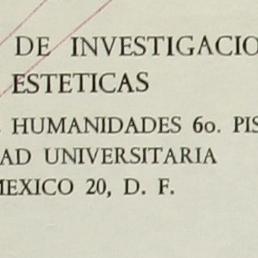 DE INVESTIGACIO
ESTETICAS
HUMANIDADES 6o. PIS
AD UNIVERSITARIA
MEXICO 20, D. F.